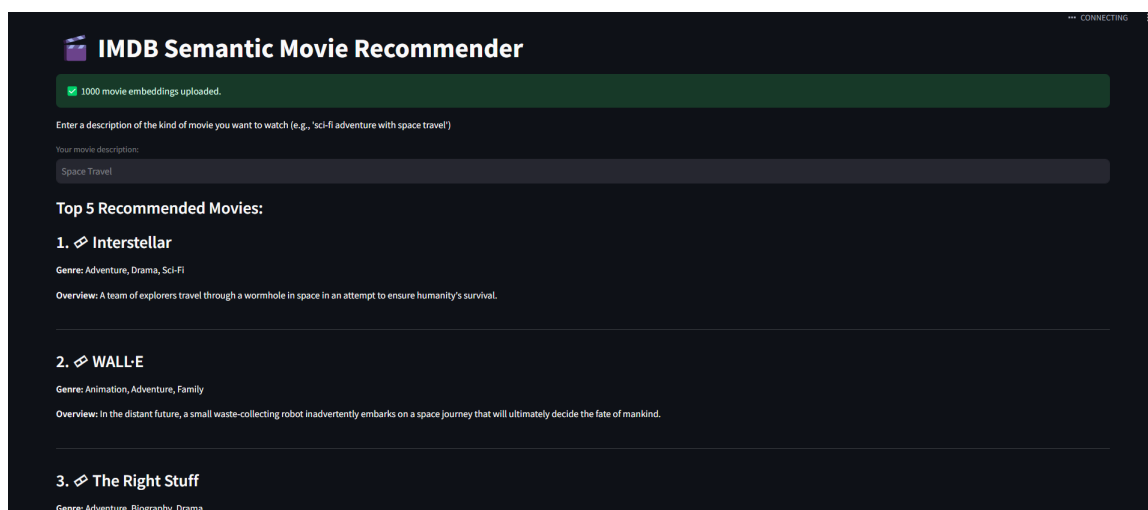 CONNECTING
IMDB Semantic Movie Recommender
1000 movie embeddings uploaded.
Enter a description of the kind of movie you want to watch (e.g., 'sci-fi adventure with space travel')
Your movie description:
Space Travel
Top 5 Recommended Movies:
1. Interstellar
Genre: Adventure, Drama, Sci-Fi
Overview: A team of explorers travel through a wormhole in space in an attempt to ensure humanity's survival.
2. WALL·E
Genre: Animation, Adventure, Family
Overview: In the distant future, a small waste-collecting robot inadvertently embarks on a space journey that will ultimately decide the fate of mankind.
3. The Right Stuff
Genre: Adventure, Biography, Drama